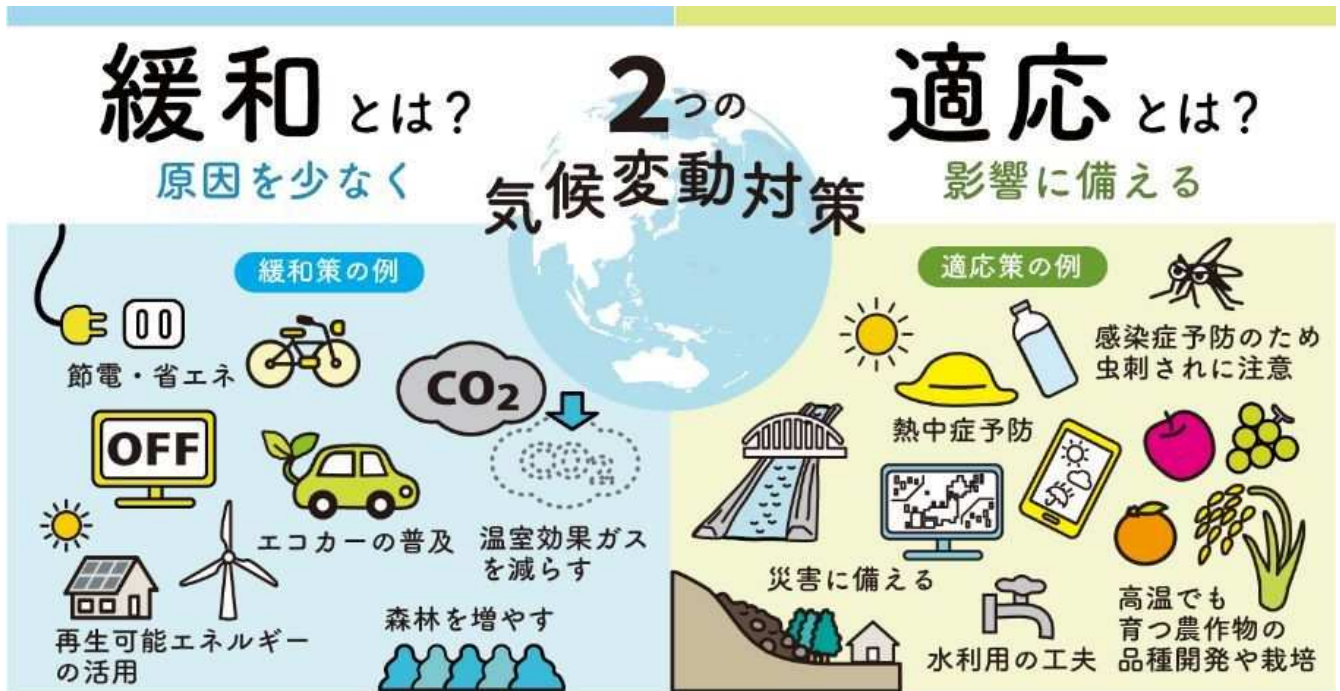 緩和とは？
原因を少なく
2つの
気候変動対策
適応とは？
影響に備える
緩和策の例
節電・省エネ
OFF
CO2
エコカーの普及
温室効果ガス
を減らす
再生可能エネルギー
の活用
森林を増やす
適応策の例
感染症予防のため
虫刺されに注意
熱中症予防
災害に備える
水利用の工夫
高温でも
育つ農作物の
品種開発や栽培